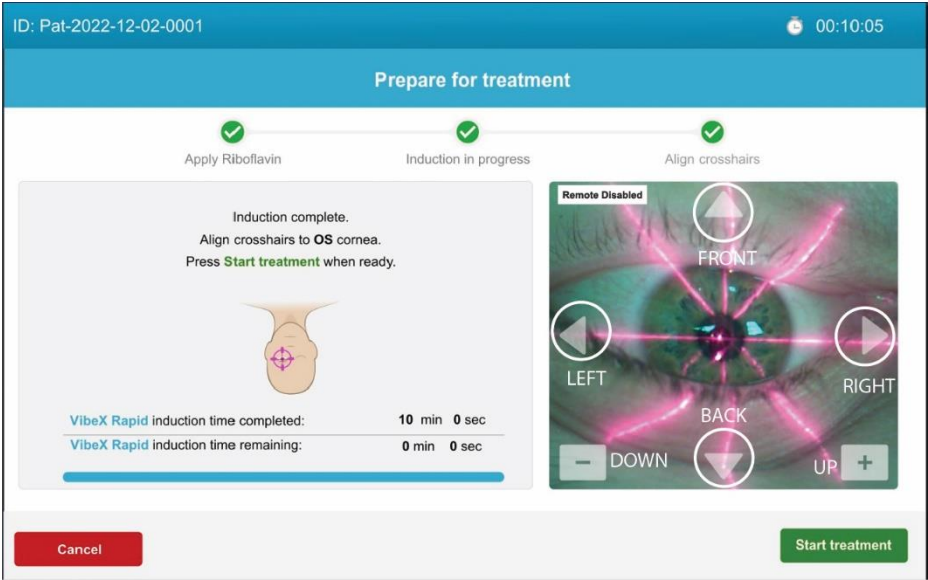 ID: Pat-2022-12-02-0001
00:10:05
Prepare for treatment
Apply Riboflavin
Induction in progress
Align crosshairs
Induction complete.
Align crosshairs to OS cornea.
Press Start treatment when ready.
VibeX Rapid induction time completed: 10 min 0 sec
VibeX Rapid induction time remaining: 0 min 0 sec
Remote Disabled
FRONT
LEFT
RIGHT
BACK
− DOWN
UP +
Cancel
Start treatment